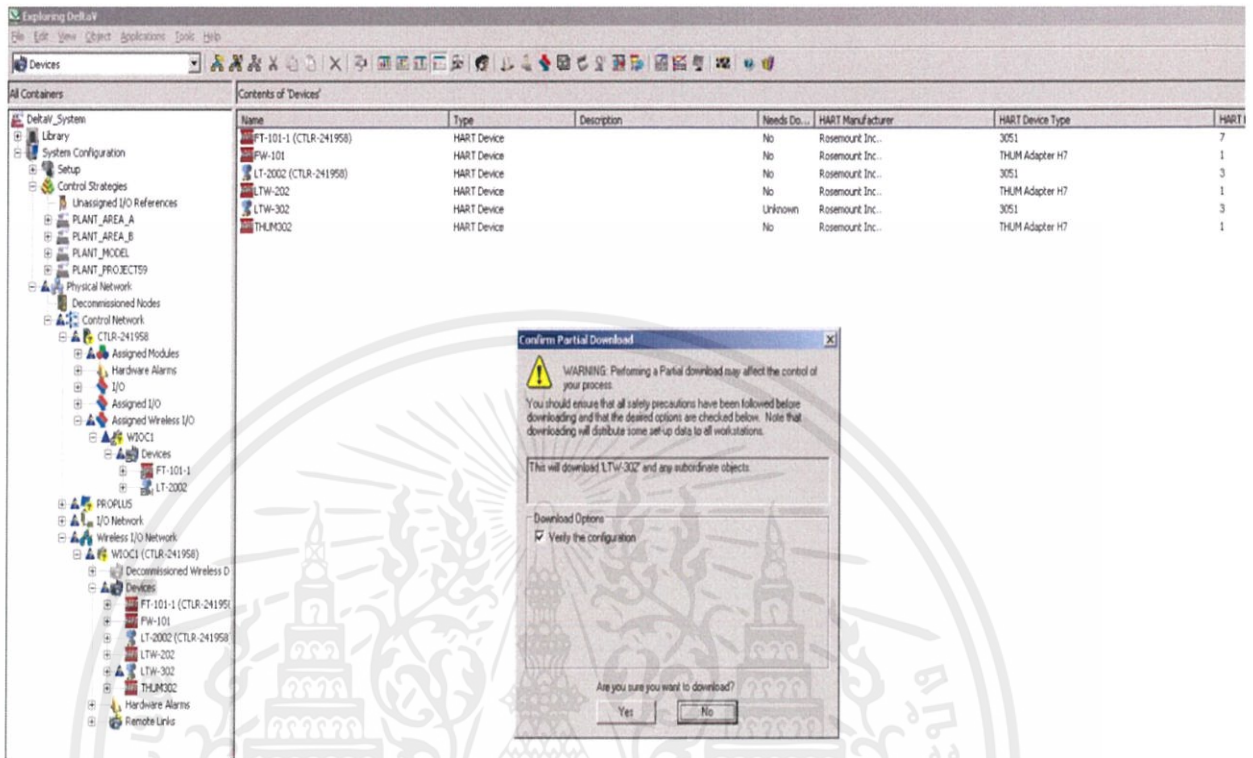 Exploring DeltaV
File Edit View Object Applications Tools Help
Devices
All Containers
Contents of 'Devices'
DeltaV_System
Library
System Configuration
Setup
Control Strategies
Unassigned I/O References
PLANT_AREA_A
PLANT_AREA_B
PLANT_MODEL
PLANT_PROJECT59
Physical Network
Decommissioned Nodes
Control Network
CTLR-241958
Assigned Modules
Hardware Alarms
I/O
Assigned I/O
Assigned Wireless I/O
WIOC1
Devices
FT-101-1
LT-2002
PROPLUS
I/O Network
Wireless I/O Network
WIOC1 (CTLR-241958)
Decommissioned Wireless D
Devices
FT-101-1 (CTLR-24195
FW-101
LT-2002 (CTLR-241958
LTW-202
LTW-302
THUM302
Hardware Alarms
Remote Links
Name Type Description Needs Do... HART Manufacturer HART Device Type HART
FT-101-1 (CTLR-241958) HART Device No Rosemount Inc.. 3051 7
FW-101 HART Device No Rosemount Inc.. THUM Adapter H7 1
LT-2002 (CTLR-241958) HART Device No Rosemount Inc.. 3051 3
LTW-202 HART Device No Rosemount Inc.. THUM Adapter H7 1
LTW-302 HART Device Unknown Rosemount Inc.. 3051 3
THUM302 HART Device No Rosemount Inc.. THUM Adapter H7 1
Confirm Partial Download
WARNING: Performing a Partial download may affect the control of
your process.
You should ensure that all safety precautions have been followed before
downloading and that the desired options are checked below. Note that
downloading will distribute some set-up data to all workstations.
This will download 'LTW-302' and any subordinate objects.
Download Options
Verify the configuration
Are you sure you want to download?
Yes No